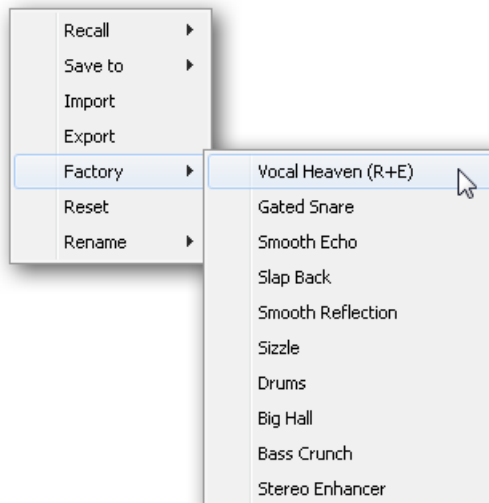 Recall
Save to
Import
Export
Factory
Reset
Rename
Vocal Heaven (R+E)
Gated Snare
Smooth Echo
Slap Back
Smooth Reflection
Sizzle
Drums
Big Hall
Bass Crunch
Stereo Enhancer